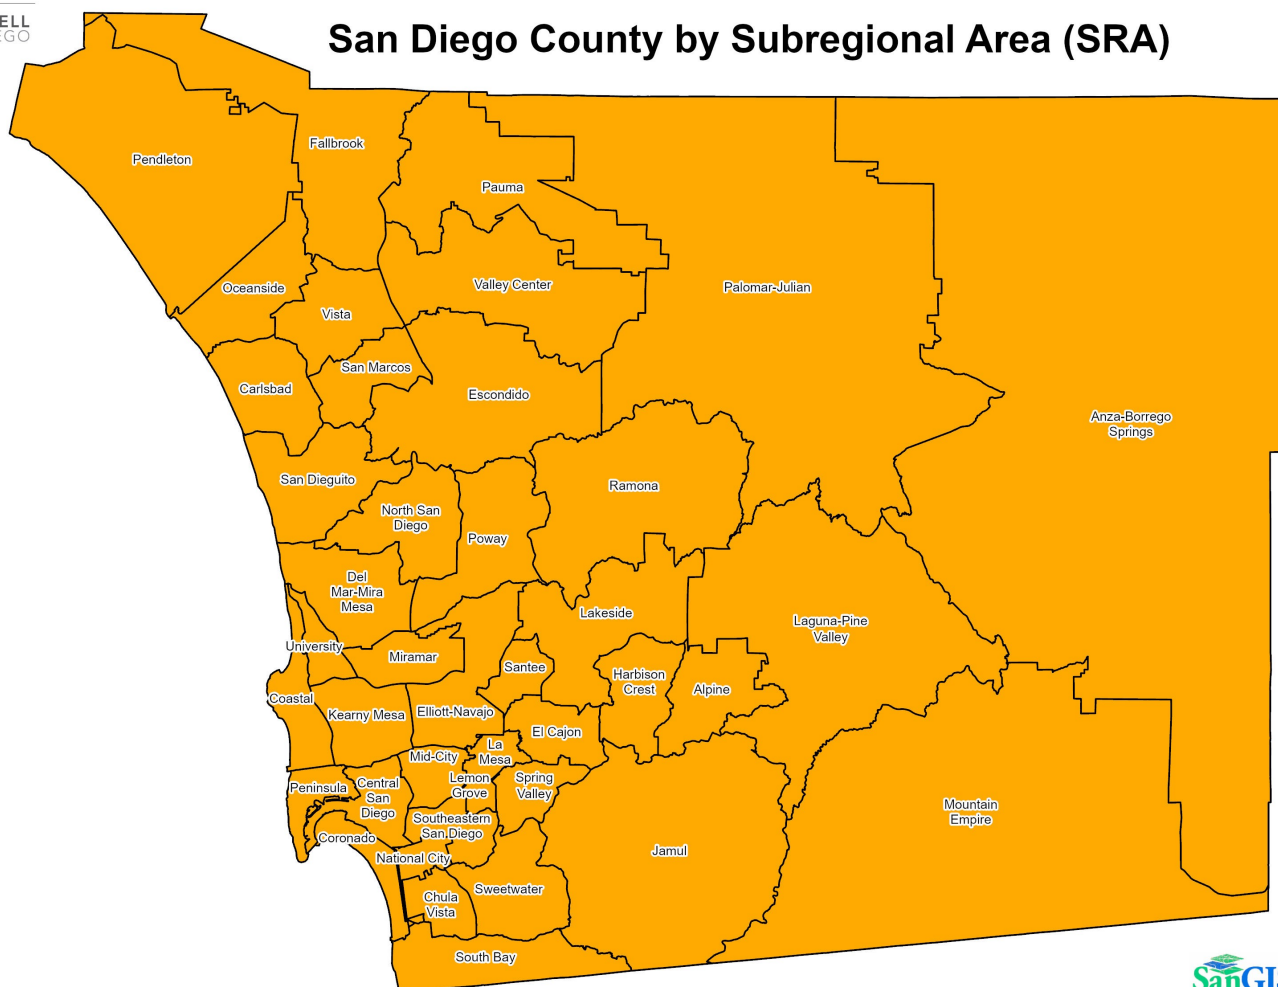 ELL
EGO
San Diego County by Subregional Area (SRA)
Pendleton
Fallbrook
Pauma
Oceanside
Valley Center
Palomar-Julian
Vista
San Marcos
Carlsbad
Escondido
Anza-Borrego
Springs
San Dieguito
Ramona
North San
Diego
Poway
Del
Mar-Mira
Mesa
Lakeside
Laguna-Pine
Valley
University
Miramar
Santee
Harbison
Crest
Alpine
Coastal
Kearny Mesa
Elliott-Navajo
El Cajon
La
Mesa
Mid-City
Peninsula
Central
San
Diego
Lemon
Grove
Spring
Valley
Mountain
Empire
Southeastern
San Diego
Coronado
National City
Jamul
Sweetwater
Chula
Vista
South Bay
SanGI